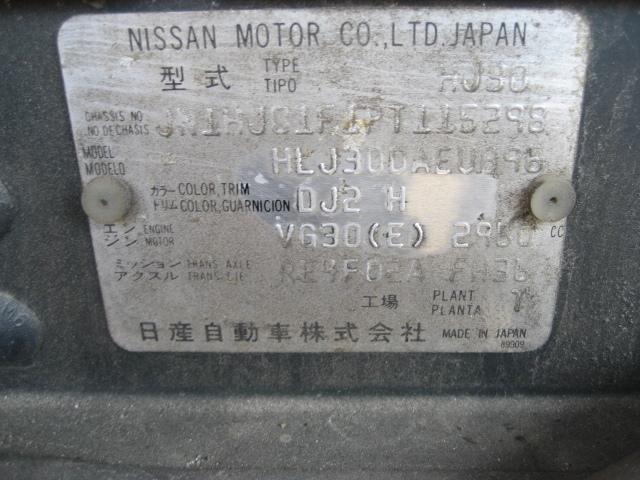 NISSAN MOTOR CO.,LTD.JAPAN
型式 TYPE TIPO HJ30
CHASSIS NO
NO DE CHASIS
MODEL
MODELO
カラー COLOR,TRIM
トリム COLOR,GUARNICION DJ2 H
エンジン ENGINE MOTOR VG30(E) 2960 CC
ミッション TRANS. AXLE
アクスル TRANS. EJE RE4F02A
工場 PLANT PLANTA
日産自動車株式会社 MADE IN JAPAN
89909